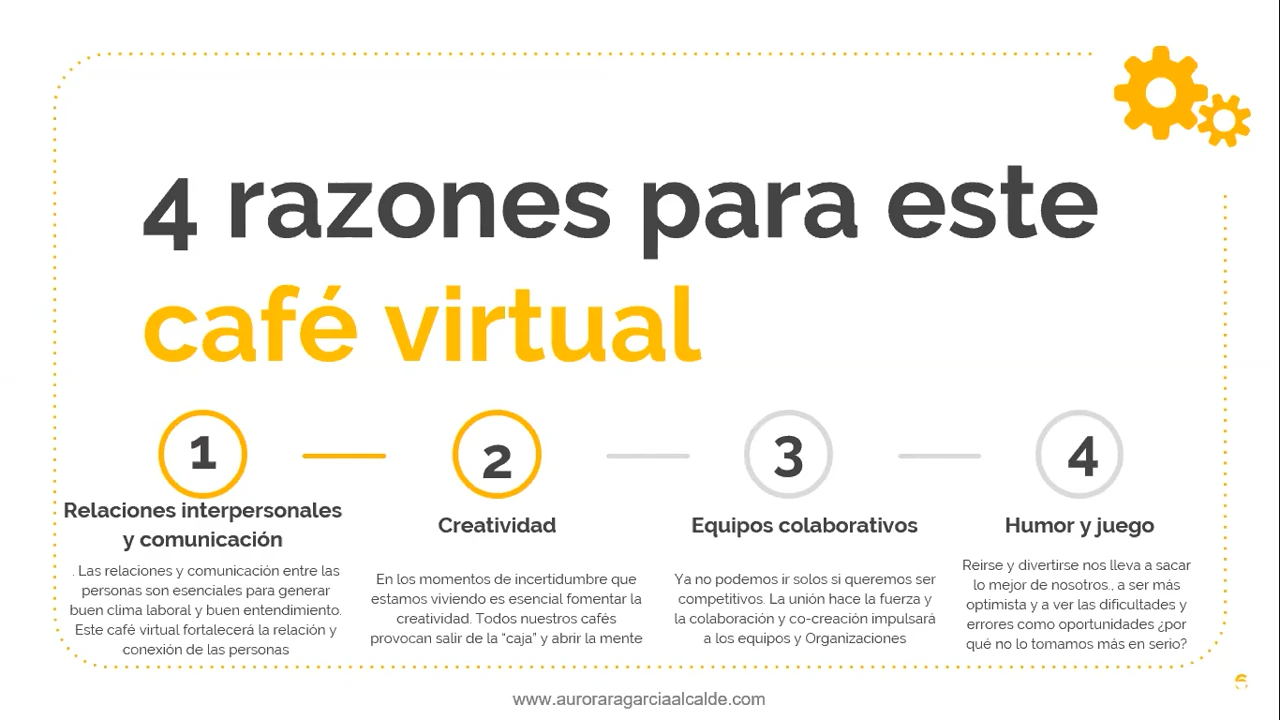 4 razones para este
café virtual
1
2
3
4
Relaciones interpersonales
y comunicación
. Las relaciones y comunicación entre las
personas son esenciales para generar
buen clima laboral y buen entendimiento.
Este café virtual fortalecerá la relación y
conexión de las personas
Creatividad
En los momentos de incertidumbre que
estamos viviendo es esencial fomentar la
creatividad. Todos nuestros cafés
provocan salir de la “caja” y abrir la mente
Equipos colaborativos
Ya no podemos ir solos si queremos ser
competitivos. La unión hace la fuerza y
la colaboración y co-creación impulsará
a los equipos y Organizaciones
Humor y juego
Reirse y divertirse nos lleva a sacar
lo mejor de nosotros., a ser más
optimista y a ver las dificultades y
errores como oportunidades ¿por
qué no lo tomamos más en serio?
www.auroraragarciaalcalde.com